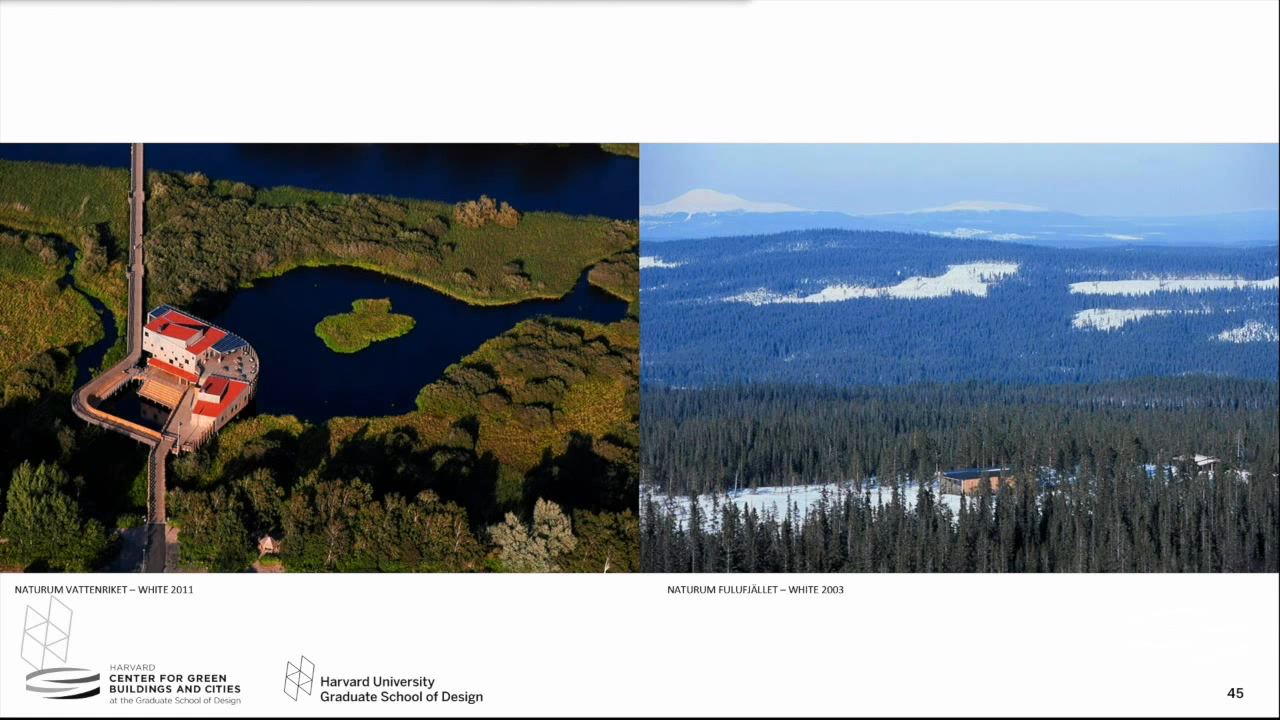 NATURUM VATTENRIKET – WHITE 2011
NATURUM FULUFJÄLLET – WHITE 2003
HARVARD
CENTER FOR GREEN
BUILDINGS AND CITIES
at the Graduate School of Design
Harvard University
Graduate School of Design
45